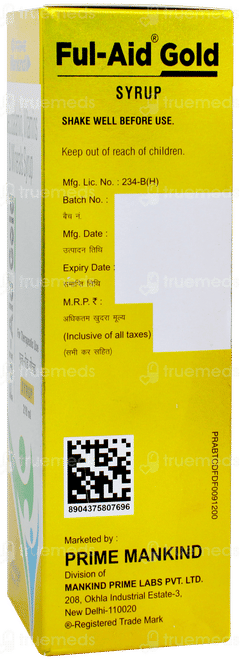 Ful-Aid® Gold
SYRUP
SHAKE WELL BEFORE USE.
Keep out of reach of children.
Mfg. Lic. No. : 234-B(H)
Batch No. :
बैच नं.
Mfg. Date :
उत्पादन तिथि
Expiry Date :
समाप्ति तिथि
M.R.P. ₹ :
अधिकतम खुदरा मूल्य
(Inclusive of all taxes)
(सभी कर सहित)
8904375807696
PRABTCDFDF0091200
Marketed by :
PRIME MANKIND
Division of
MANKIND PRIME LABS PVT. LTD.
208, Okhla Industrial Estate-3,
New Delhi-110020
®-Registered Trade Mark
truemeds